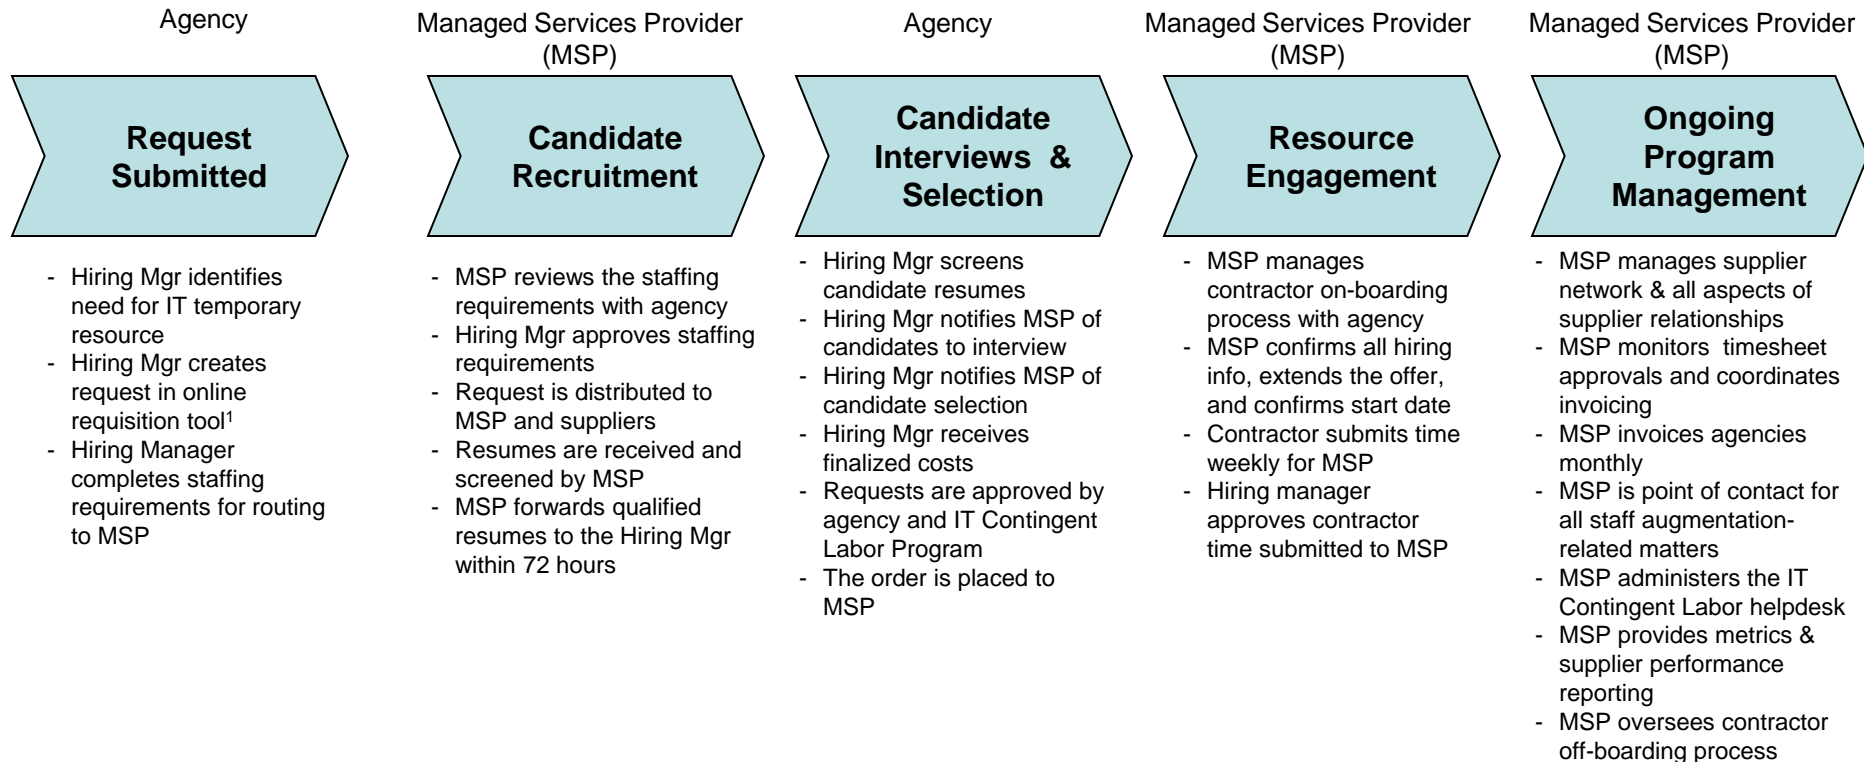 Agency
Managed Services Provider
(MSP)
Agency
Managed Services Provider
(MSP)
Managed Services Provider
(MSP)
Request
Submitted
Candidate
Recruitment
Candidate
Interviews &
Selection
Resource
Engagement
Ongoing
Program
Management
- Hiring Mgr identifies
need for IT temporary
resource
- Hiring Mgr creates
request in online
requisition tool¹
- Hiring Manager
completes staffing
requirements for routing
to MSP
- MSP reviews the staffing
requirements with agency
- Hiring Mgr approves staffing
requirements
- Request is distributed to
MSP and suppliers
- Resumes are received and
screened by MSP
- MSP forwards qualified
resumes to the Hiring Mgr
within 72 hours
- Hiring Mgr screens
candidate resumes
- Hiring Mgr notifies MSP of
candidates to interview
- Hiring Mgr notifies MSP of
candidate selection
- Hiring Mgr receives
finalized costs
- Requests are approved by
agency and IT Contingent
Labor Program
- The order is placed to
MSP
- MSP manages
contractor on-boarding
process with agency
- MSP confirms all hiring
info, extends the offer,
and confirms start date
- Contractor submits time
weekly for MSP
- Hiring manager
approves contractor
time submitted to MSP
- MSP manages supplier
network & all aspects of
supplier relationships
- MSP monitors timesheet
approvals and coordinates
invoicing
- MSP invoices agencies
monthly
- MSP is point of contact for
all staff augmentation-
related matters
- MSP administers the IT
Contingent Labor helpdesk
- MSP provides metrics &
supplier performance
reporting
- MSP oversees contractor
off-boarding process